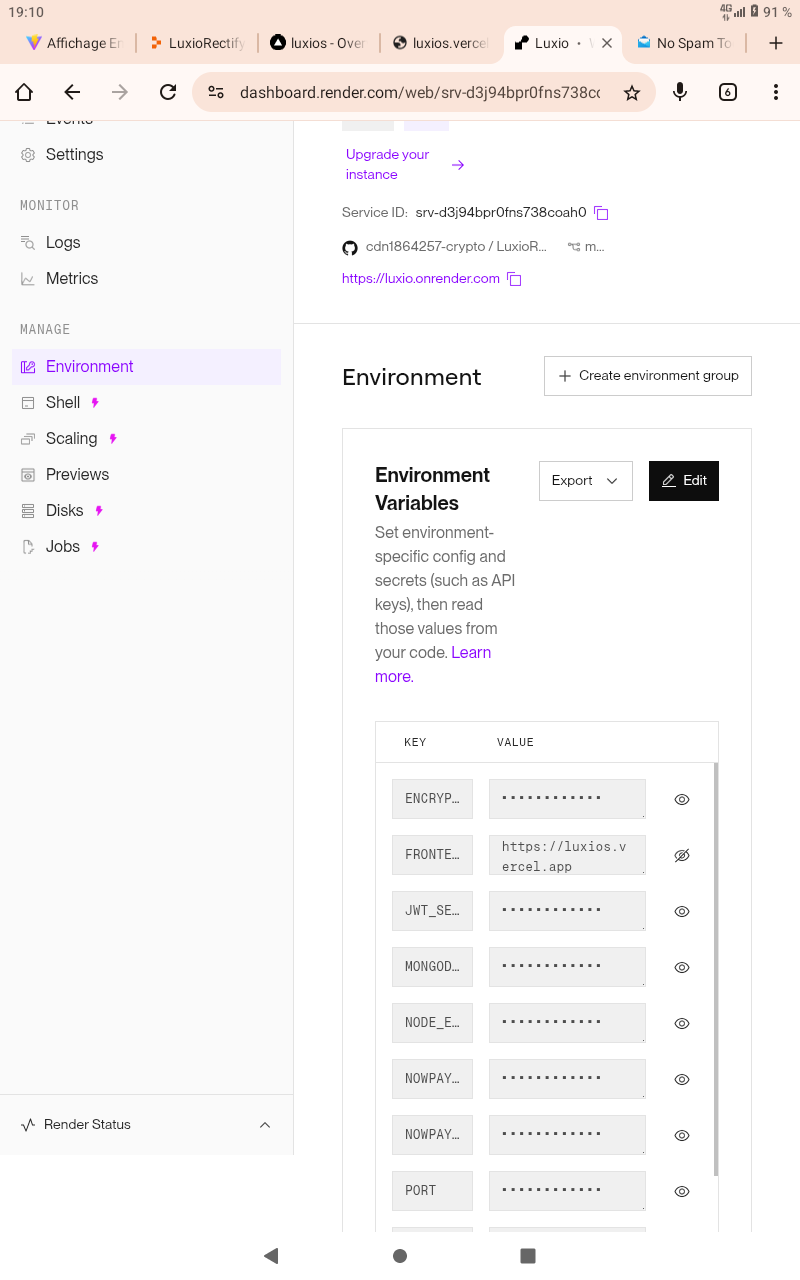 19:10
4G
91 %
Affichage En
LuxioRectify
luxios - Over
luxios.verce
Luxio
No Spam To
dashboard.render.com/web/srv-d3j94bpr0fns738co
6
Events
Settings
MONITOR
Logs
Metrics
MANAGE
Environment
Shell
Scaling
Previews
Disks
Jobs
Render Status
Upgrade your
instance
Service ID: srv-d3j94bpr0fns738coah0
cdn1864257-crypto / LuxioR... m...
https://luxio.onrender.com
Environment
Create environment group
Environment
Variables
Export
Edit
Set environment-
specific config and
secrets (such as API
keys), then read
those values from
your code. Learn
more.
KEY VALUE
ENCRYP… ••••••••••••
FRONTE… https://luxios.v
ercel.app
JWT_SE… ••••••••••••
MONGOD… ••••••••••••
NODE_E… ••••••••••••
NOWPAY… ••••••••••••
NOWPAY… ••••••••••••
PORT ••••••••••••